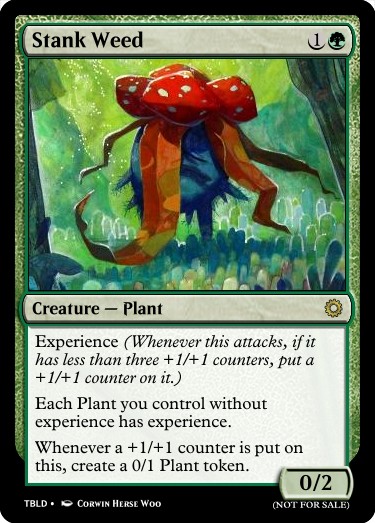 Stank Weed 1
Creature — Plant
Experience (Whenever this attacks, if it
has less than three +1/+1 counters, put a
+1/+1 counter on it.)
Each Plant you control without
experience has experience.
Whenever a +1/+1 counter is put on
this, create a 0/1 Plant token.
0/2
TBLD • Corwin Herse Woo
(NOT FOR SALE)